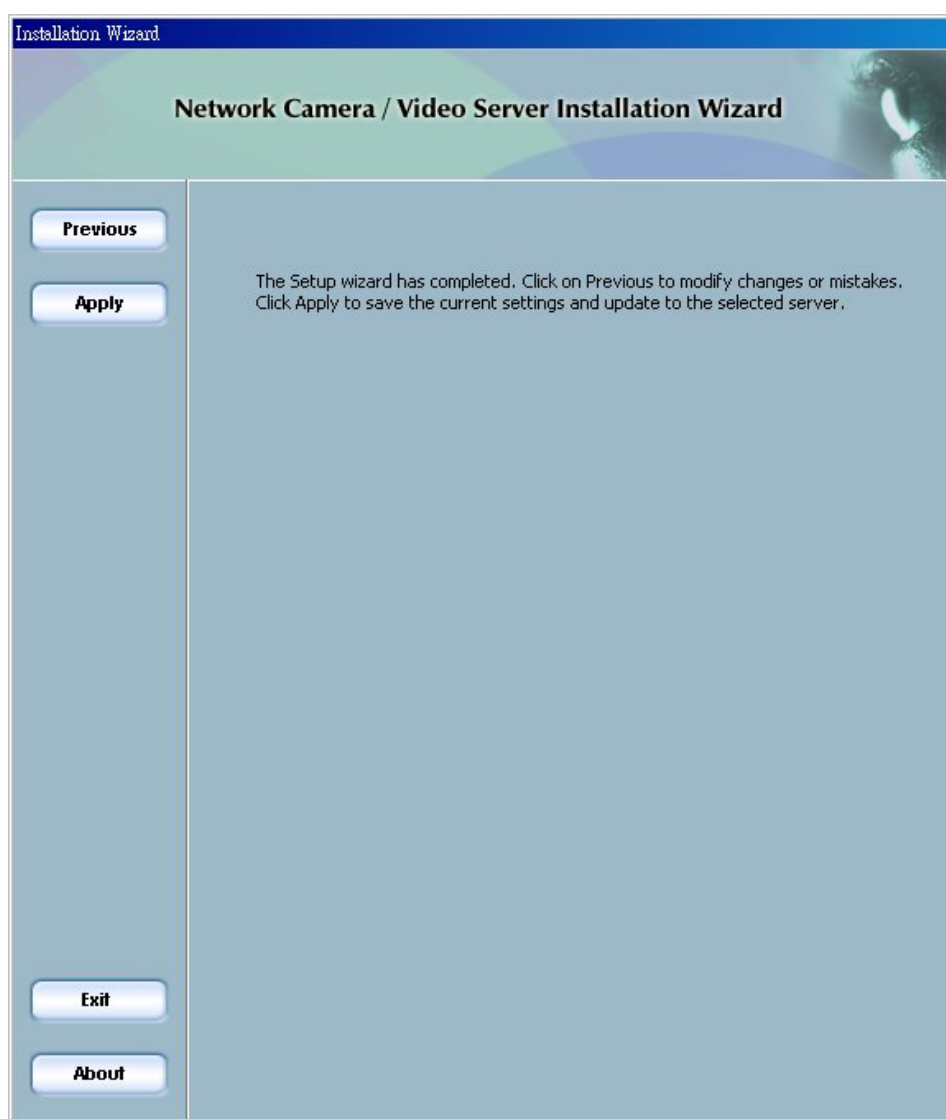 Installation Wizard
Network Camera / Video Server Installation Wizard
Previous
Apply
The Setup wizard has completed. Click on Previous to modify changes or mistakes.
Click Apply to save the current settings and update to the selected server.
Exit
About